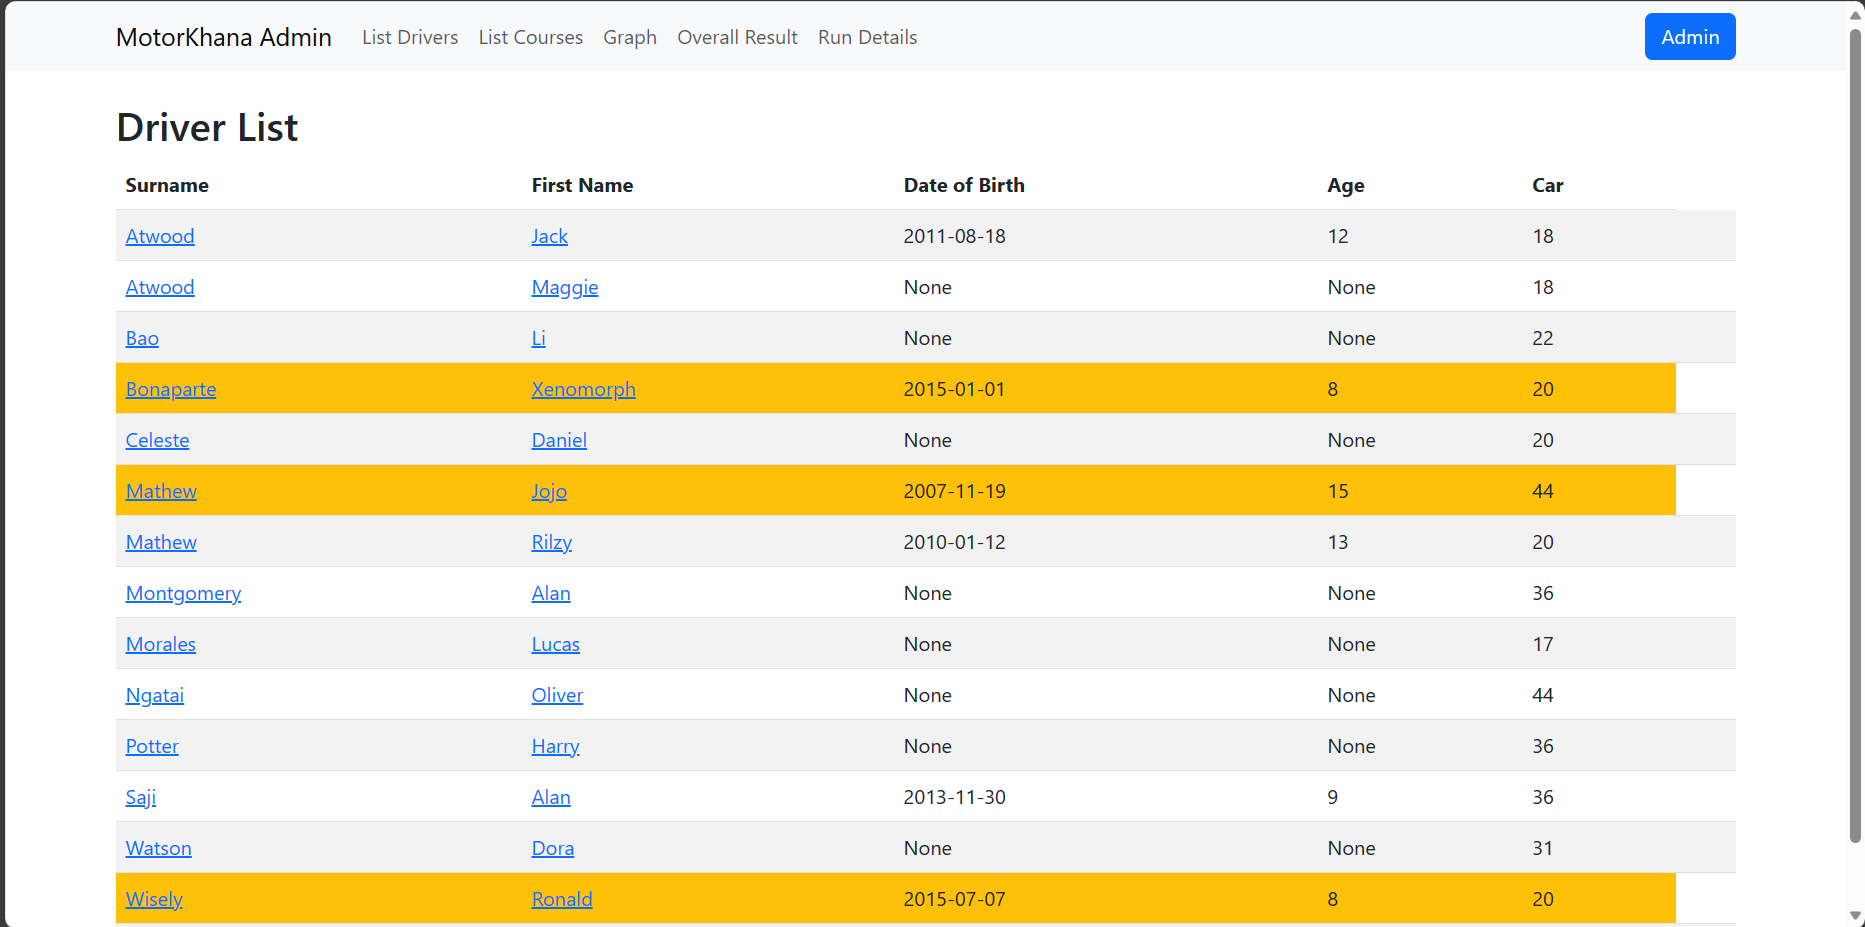 MotorKhana Admin List Drivers List Courses Graph Overall Result Run Details Admin
Driver List
Surname First Name Date of Birth Age Car
Atwood Jack 2011-08-18 12 18
Atwood Maggie None None 18
Bao Li None None 22
Bonaparte Xenomorph 2015-01-01 8 20
Celeste Daniel None None 20
Mathew Jojo 2007-11-19 15 44
Mathew Rilzy 2010-01-12 13 20
Montgomery Alan None None 36
Morales Lucas None None 17
Ngatai Oliver None None 44
Potter Harry None None 36
Saji Alan 2013-11-30 9 36
Watson Dora None None 31
Wisely Ronald 2015-07-07 8 20